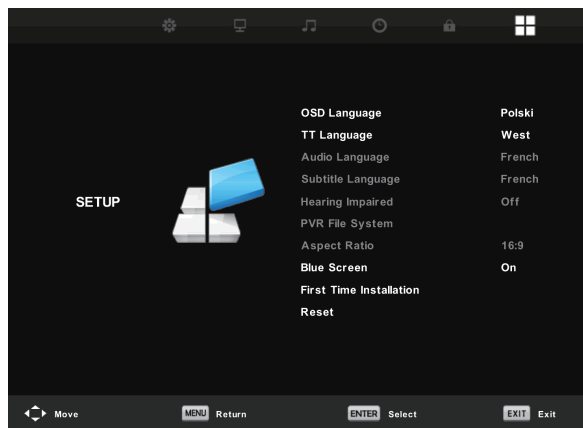 OSD Language Polski
TT Language West
Audio Language French
Subtitle Language French
SETUP
Hearing Impaired Off
PVR File System
Aspect Ratio 16:9
Blue Screen On
First Time Installation
Reset
Move MENU Return ENTER Select EXIT Exit